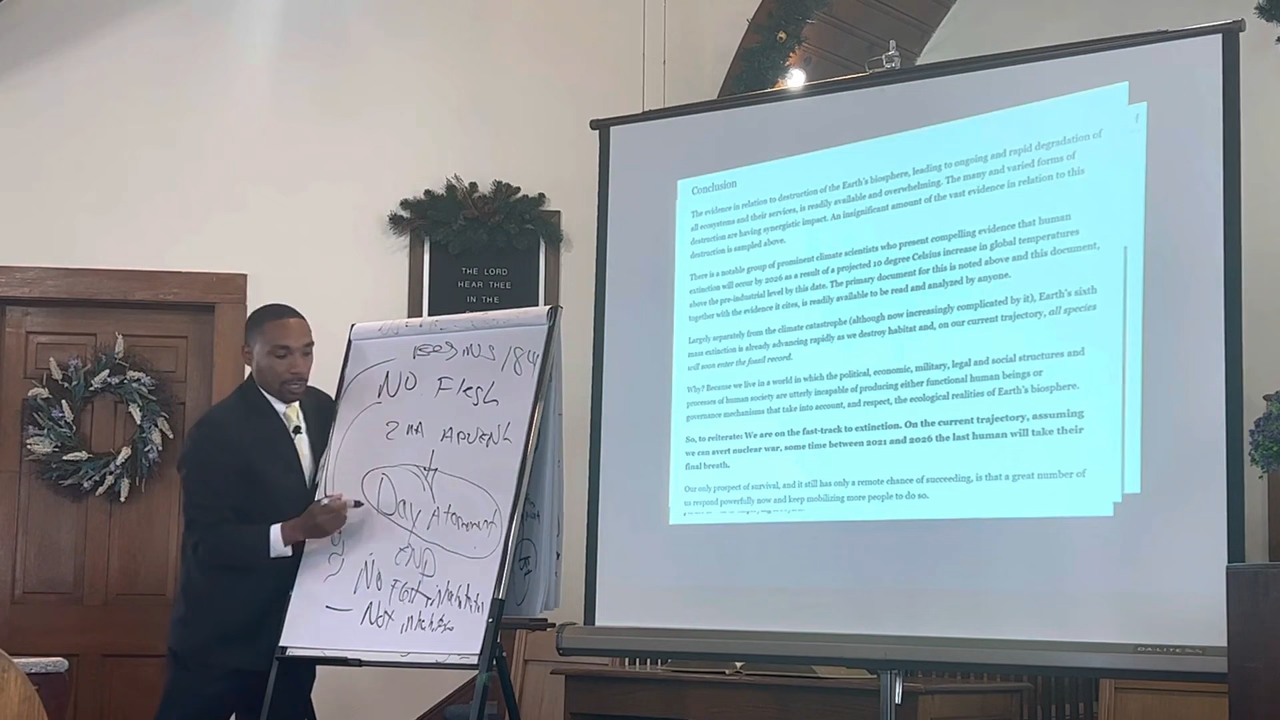 THE LORD
HEAR THEE
IN THE
NO Flesh
2nd
Day Atonement
END
NO
Not
Conclusion
The evidence in relation to destruction of the Earth's biosphere, leading to ongoing and rapid degradation of
all ecosystems and their services, is readily available and overwhelming. The many and varied forms of
destruction are having synergistic impact. An insignificant amount of the vast evidence in relation to this
destruction is sampled above.
There is a notable group of prominent climate scientists who present compelling evidence that human
extinction will occur by 2026 as a result of a projected 10 degree Celsius increase in global temperatures
above the pre-industrial level by this date. The primary document for this is noted above and this document,
together with the evidence it cites, is readily available to be read and analyzed by anyone.
Largely separately from the climate catastrophe (although now increasingly complicated by it), Earth's sixth
mass extinction is already advancing rapidly as we destroy habitat and, on our current trajectory, all species
will soon enter the fossil record.
Why? Because we live in a world in which the political, economic, military, legal and social structures and
processes of human society are utterly incapable of producing either functional human beings or
governance mechanisms that take into account, and respect, the ecological realities of Earth's biosphere.
So, to reiterate: We are on the fast-track to extinction. On the current trajectory, assuming
we can avert nuclear war, some time between 2021 and 2026 the last human will take their
final breath.
Our only prospect of survival, and it still has only a remote chance of succeeding, is that a great number of
us respond powerfully now and keep mobilizing more people to do so.
DA-LITE